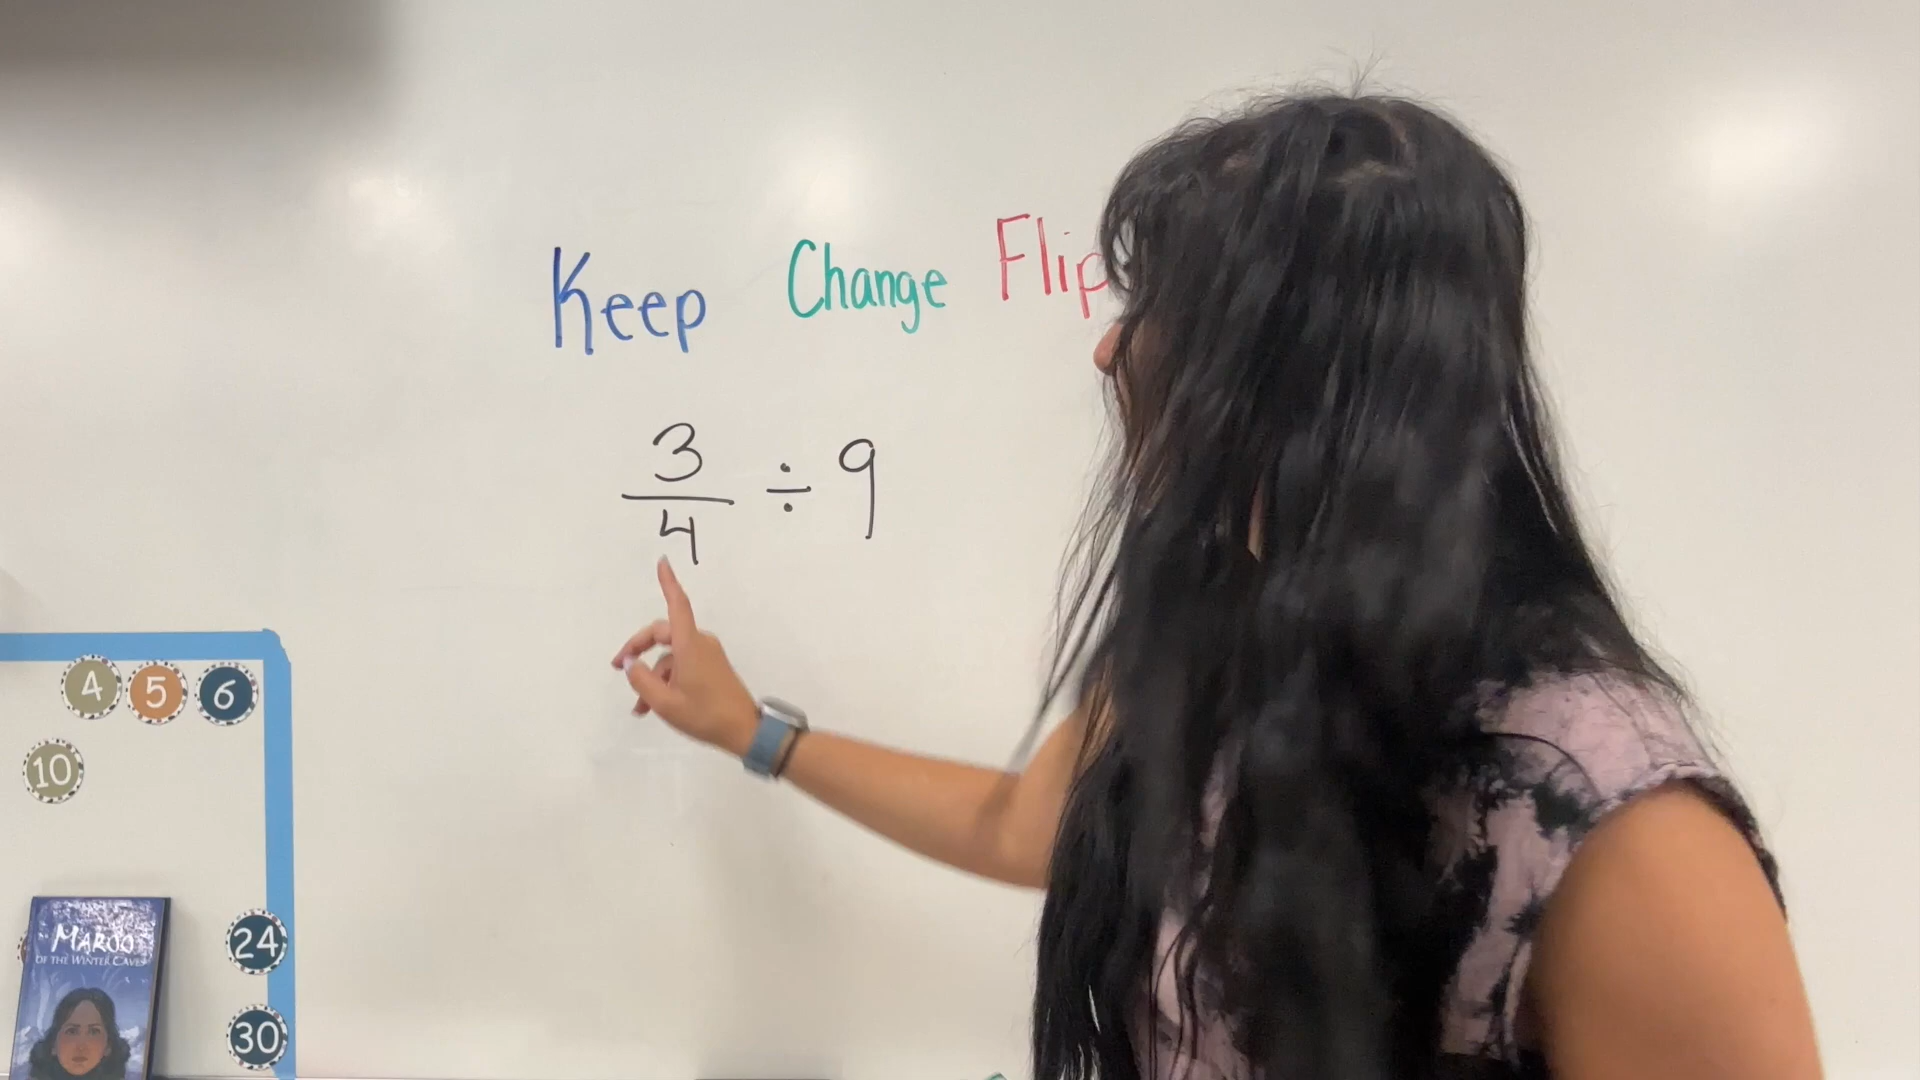 Keep Change Flip
3/4 ÷ 9
4 5 6
10
MAROO
OF THE WINTER CAVES
24
30